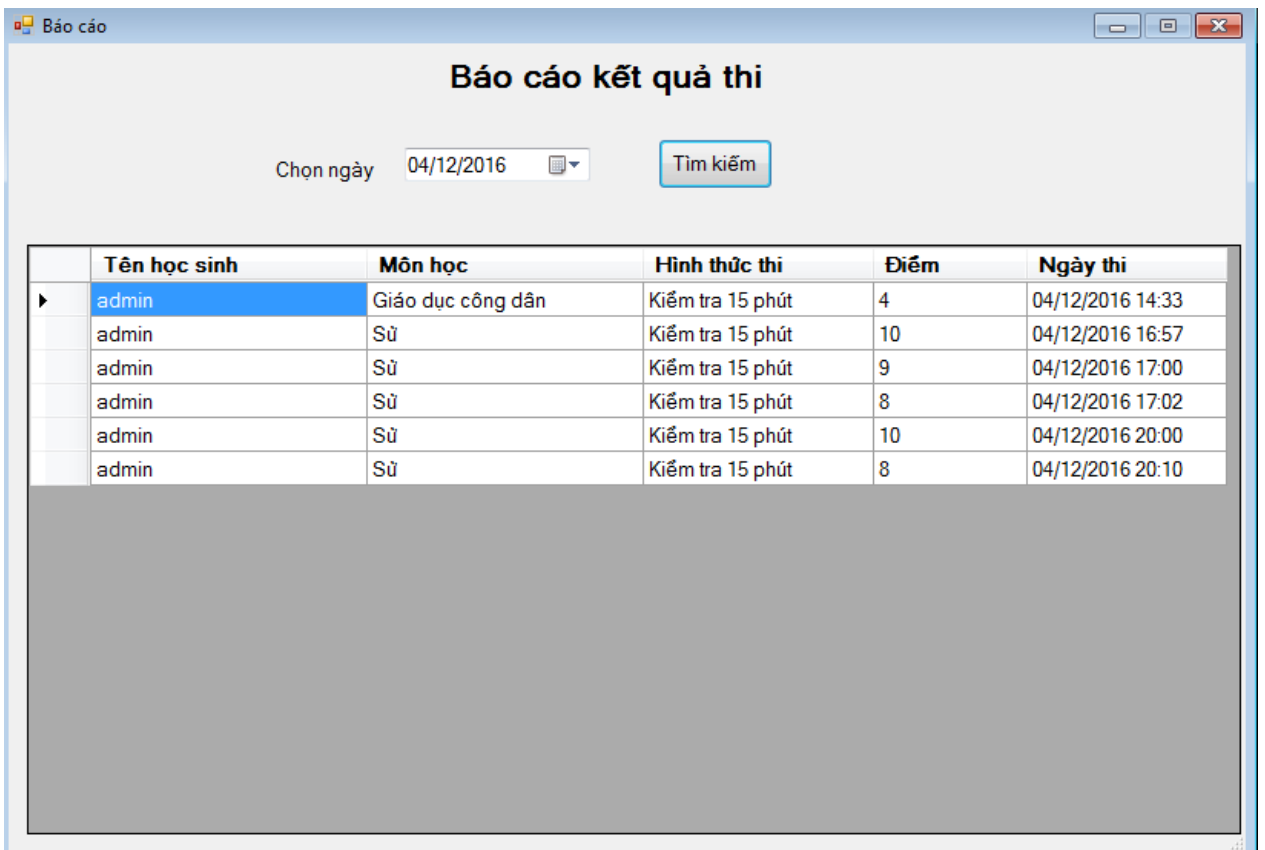 Báo cáo
Báo cáo kết quả thi
Chọn ngày 04/12/2016 Tìm kiếm
Tên học sinh Môn học Hình thức thi Điểm Ngày thi
admin Giáo dục công dân Kiểm tra 15 phút 4 04/12/2016 14:33
admin Sử Kiểm tra 15 phút 10 04/12/2016 16:57
admin Sử Kiểm tra 15 phút 9 04/12/2016 17:00
admin Sử Kiểm tra 15 phút 8 04/12/2016 17:02
admin Sử Kiểm tra 15 phút 10 04/12/2016 20:00
admin Sử Kiểm tra 15 phút 8 04/12/2016 20:10